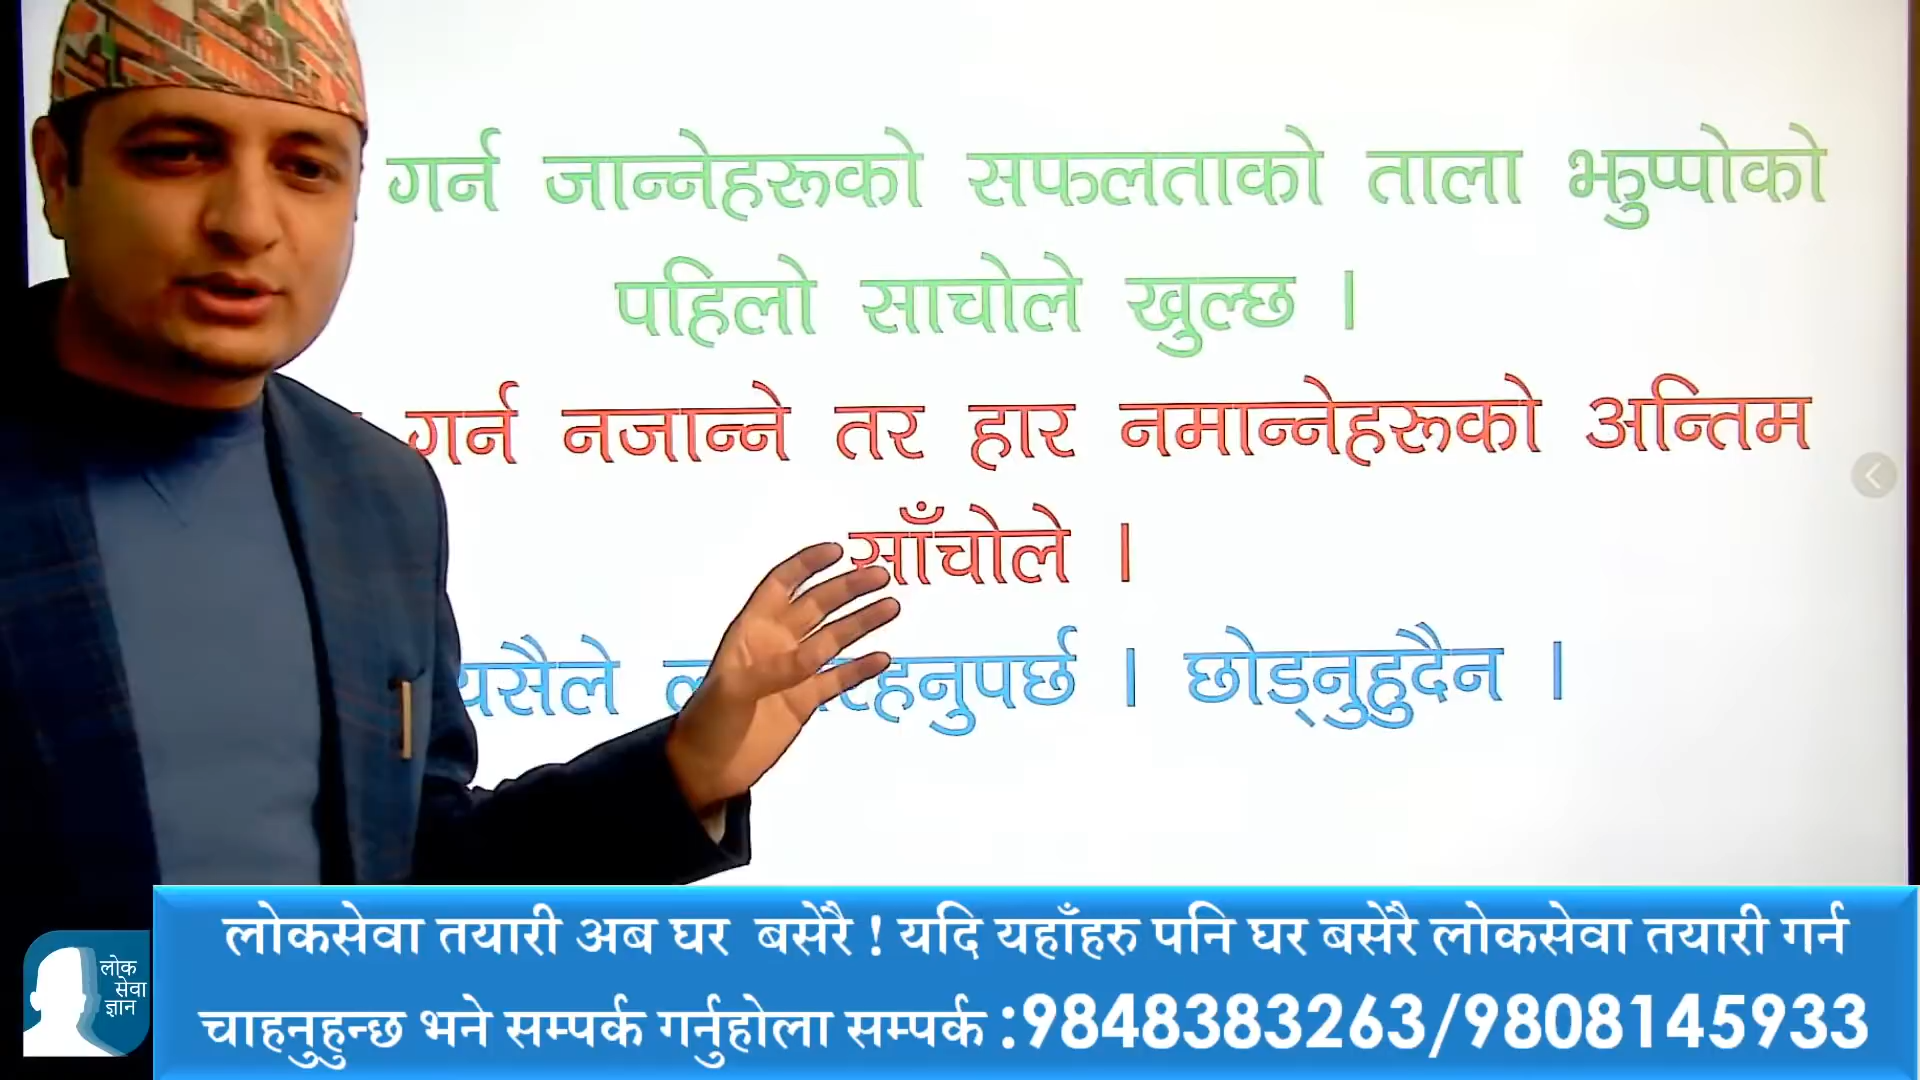 गर्न जान्नेहरूको सफलताको ताला झुप्पोको
पहिलो साचोले खुल्छ ।
गर्न नजान्ने तर हार नमान्नेहरूको अन्तिम
साँचोले ।
यसैले रहनुपर्छ । छोड्नुहुदैन ।
लोकसेवा तयारी अब घर बसेरै ! यदि यहाँहरु पनि घर बसेरै लोकसेवा तयारी गर्न
चाहनुहुन्छ भने सम्पर्क गर्नुहोला सम्पर्क :9848383263/9808145933
लोक
सेवा
ज्ञान